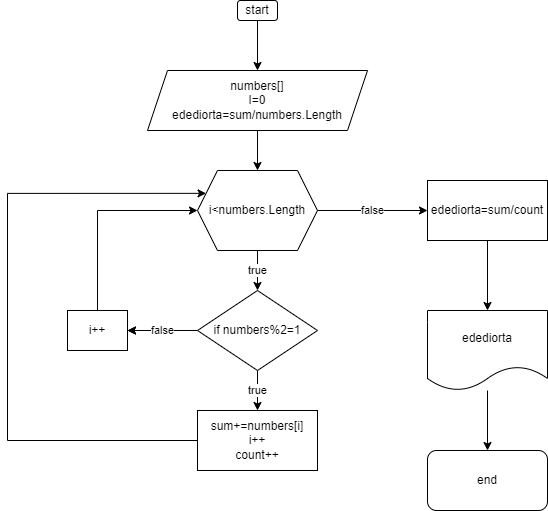 start
numbers[]
I=0
edediorta=sum/numbers.Length
i<numbers.Length
false
edediorta=sum/count
true
if numbers%2=1
false
i++
edediorta
true
sum+=numbers[i]
i++
count++
end